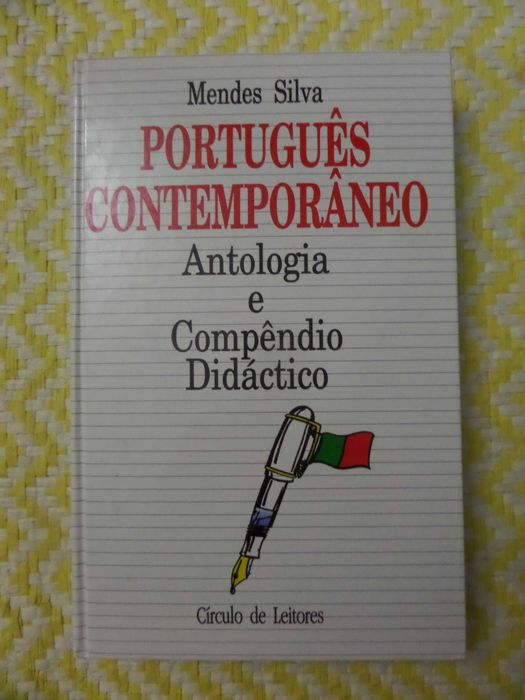 Mendes Silva
PORTUGUÊS
CONTEMPORÂNEO
Antologia
e
Compêndio
Didáctico
Círculo de Leitores